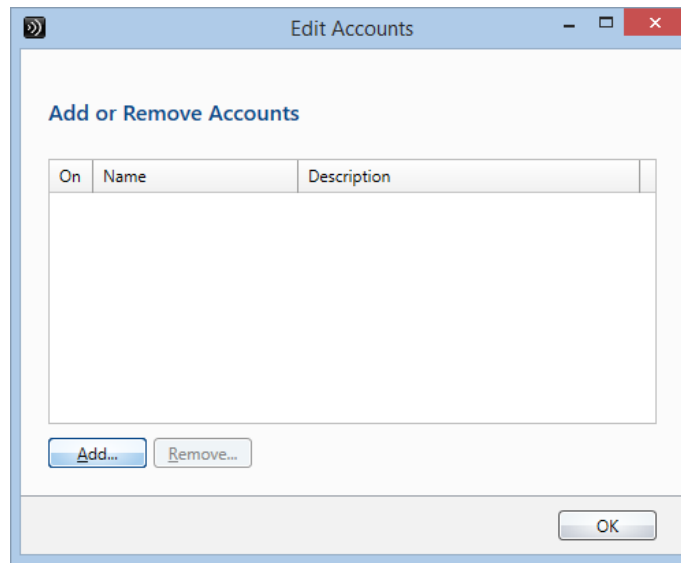 Edit Accounts
Add or Remove Accounts
On Name Description
Add... Remove...
OK